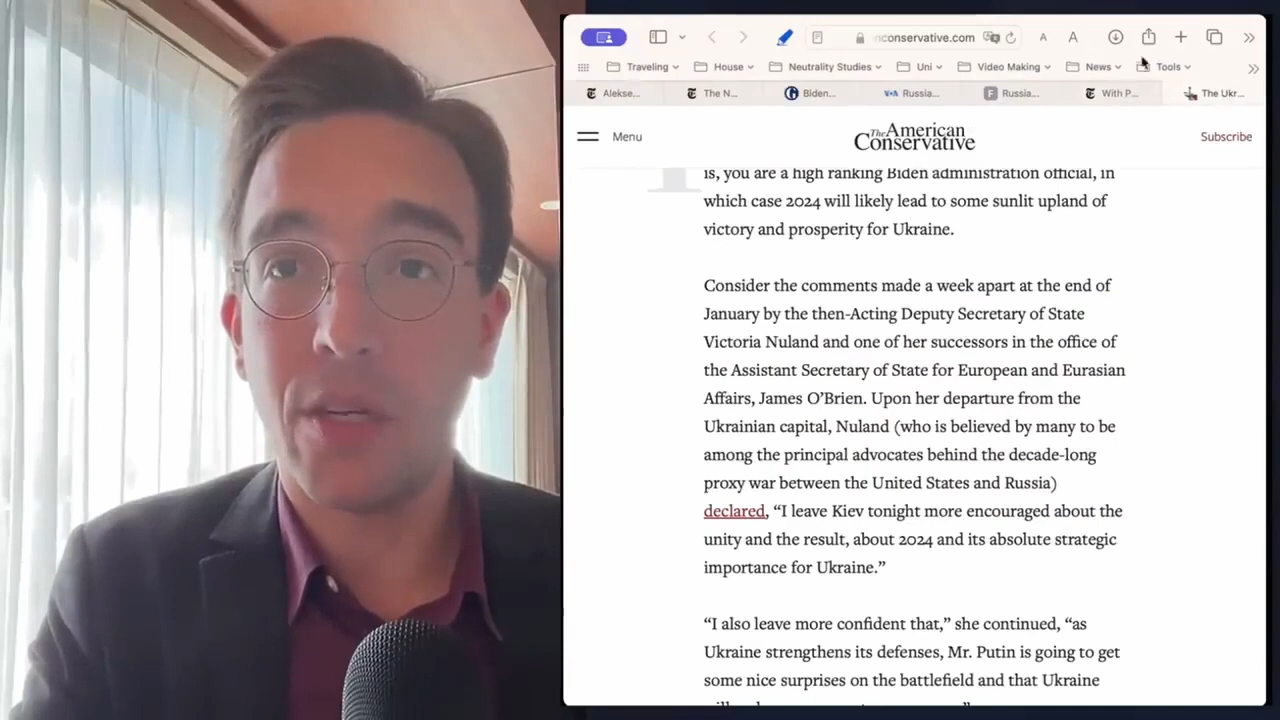 nconservative.com
A
A
Traveling
House
Neutrality Studies
Uni
Video Making
News
Tools
Alekse...
The N...
Biden...
VOA Russia...
F Russia...
With P...
The Ukr...
Menu
The American
Conservative
Subscribe
is, you are a high ranking Biden administration official, in
which case 2024 will likely lead to some sunlit upland of
victory and prosperity for Ukraine.
Consider the comments made a week apart at the end of
January by the then-Acting Deputy Secretary of State
Victoria Nuland and one of her successors in the office of
the Assistant Secretary of State for European and Eurasian
Affairs, James O’Brien. Upon her departure from the
Ukrainian capital, Nuland (who is believed by many to be
among the principal advocates behind the decade-long
proxy war between the United States and Russia)
declared, “I leave Kiev tonight more encouraged about the
unity and the result, about 2024 and its absolute strategic
importance for Ukraine.”
“I also leave more confident that,” she continued, “as
Ukraine strengthens its defenses, Mr. Putin is going to get
some nice surprises on the battlefield and that Ukraine